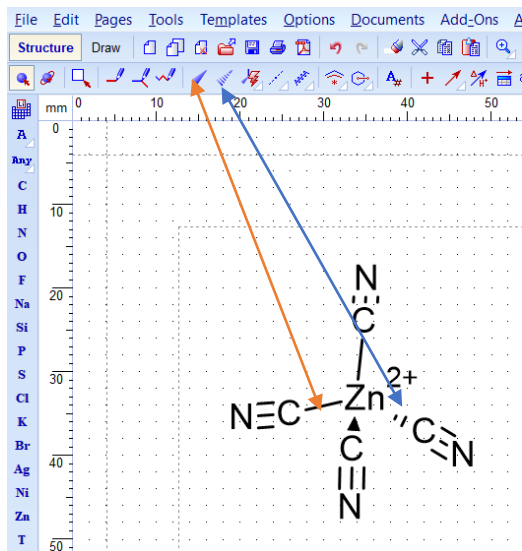 File Edit Pages Tools Templates Options Documents Add-Ons A
Structure Draw
mm 0 10 20 30 40 50
0
10
20
30
40
50
A
Any
C
H
N
O
F
Na
Si
P
S
Cl
K
Br
Ag
Ni
Zn
T
N
C
Zn 2+
N≡C
C
N
C
N